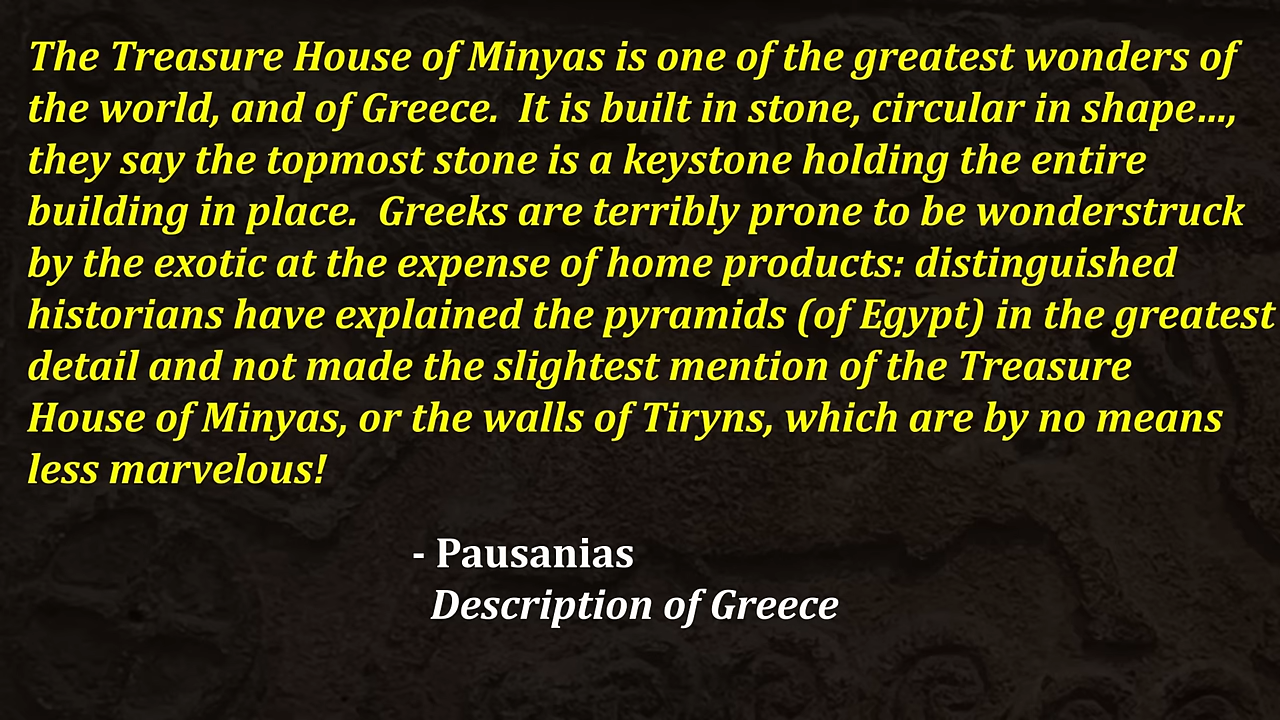 The Treasure House of Minyas is one of the greatest wonders of
the world, and of Greece.  It is built in stone, circular in shape...,
they say the topmost stone is a keystone holding the entire
building in place.  Greeks are terribly prone to be wonderstruck
by the exotic at the expense of home products: distinguished
historians have explained the pyramids (of Egypt) in the greatest
detail and not made the slightest mention of the Treasure
House of Minyas, or the walls of Tiryns, which are by no means
less marvelous!
- Pausanias
Description of Greece